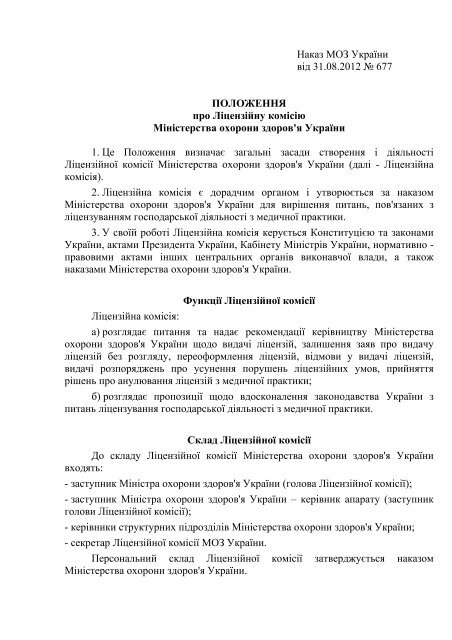 Наказ МОЗ України
від 31.08.2012 № 677
ПОЛОЖЕННЯ
про Ліцензійну комісію
Міністерства охорони здоров'я України
1. Це Положення визначає загальні засади створення і діяльності
Ліцензійної комісії Міністерства охорони здоров'я України (далі - Ліцензійна
комісія).
2. Ліцензійна комісія є дорадчим органом і утворюється за наказом
Міністерства охорони здоров'я України для вирішення питань, пов'язаних з
ліцензуванням господарської діяльності з медичної практики.
3. У своїй роботі Ліцензійна комісія керується Конституцією та законами
України, актами Президента України, Кабінету Міністрів України, нормативно -
правовими актами інших центральних органів виконавчої влади, а також
наказами Міністерства охорони здоров'я України.
Функції Ліцензійної комісії
Ліцензійна комісія:
а) розглядає питання та надає рекомендації керівництву Міністерства
охорони здоров'я України щодо видачі ліцензій, залишення заяв про видачу
ліцензій без розгляду, переоформлення ліцензій, відмови у видачі ліцензій,
видачі розпоряджень про усунення порушень ліцензійних умов, прийняття
рішень про анулювання ліцензій з медичної практики;
б) розглядає пропозиції щодо вдосконалення законодавства України з
питань ліцензування господарської діяльності з медичної практики.
Склад Ліцензійної комісії
До складу Ліцензійної комісії Міністерства охорони здоров'я України
входять:
- заступник Міністра охорони здоров'я України (голова Ліцензійної комісії);
- заступник Міністра охорони здоров'я України – керівник апарату (заступник
голови Ліцензійної комісії);
- керівники структурних підрозділів Міністерства охорони здоров'я України;
- секретар Ліцензійної комісії МОЗ України.
Персональний склад Ліцензійної комісії затверджується наказом
Міністерства охорони здоров'я України.